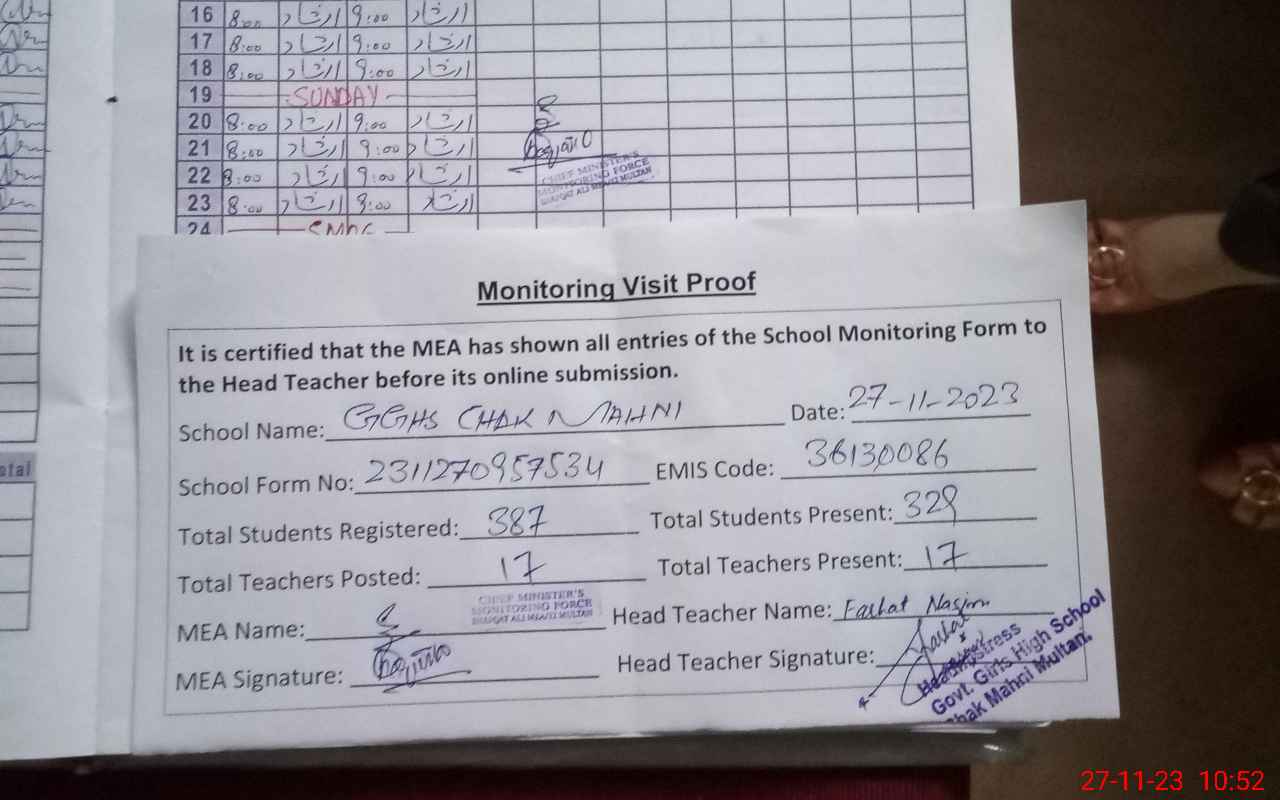 16 8:00 ارشاد 9:00 ارشاد
17 8:00 ارشاد 9:00 ارشاد
18 8:00 ارشاد 9:00 ارشاد
19 SUNDAY
20 8:00 ارشاد 9:00 ارشاد
21 8:00 ارشاد 9:00 ارشاد
22 8:00 ارشاد 9:00 ارشاد
23 8:00 ارشاد 9:00 ارشاد
24
CHIEF MINISTER'S
MONITORING FORCE
MULTAN
Monitoring Visit Proof
It is certified that the MEA has shown all entries of the School Monitoring Form to
the Head Teacher before its online submission.
School Name: GGHS CHAK MAHNI Date: 27-11-2023
School Form No: 2311270957534 EMIS Code: 36130086
Total Students Registered: 387 Total Students Present: 329
Total Teachers Posted: 17 Total Teachers Present: 17
CHIEF MINISTER'S
MONITORING FORCE
MULTAN
MEA Name: Head Teacher Name: Farhat Nasim
MEA Signature: Head Teacher Signature: Farhat
Headmistress
Govt. Girls High School
Chak Mahni Multan.
27-11-23 10:52